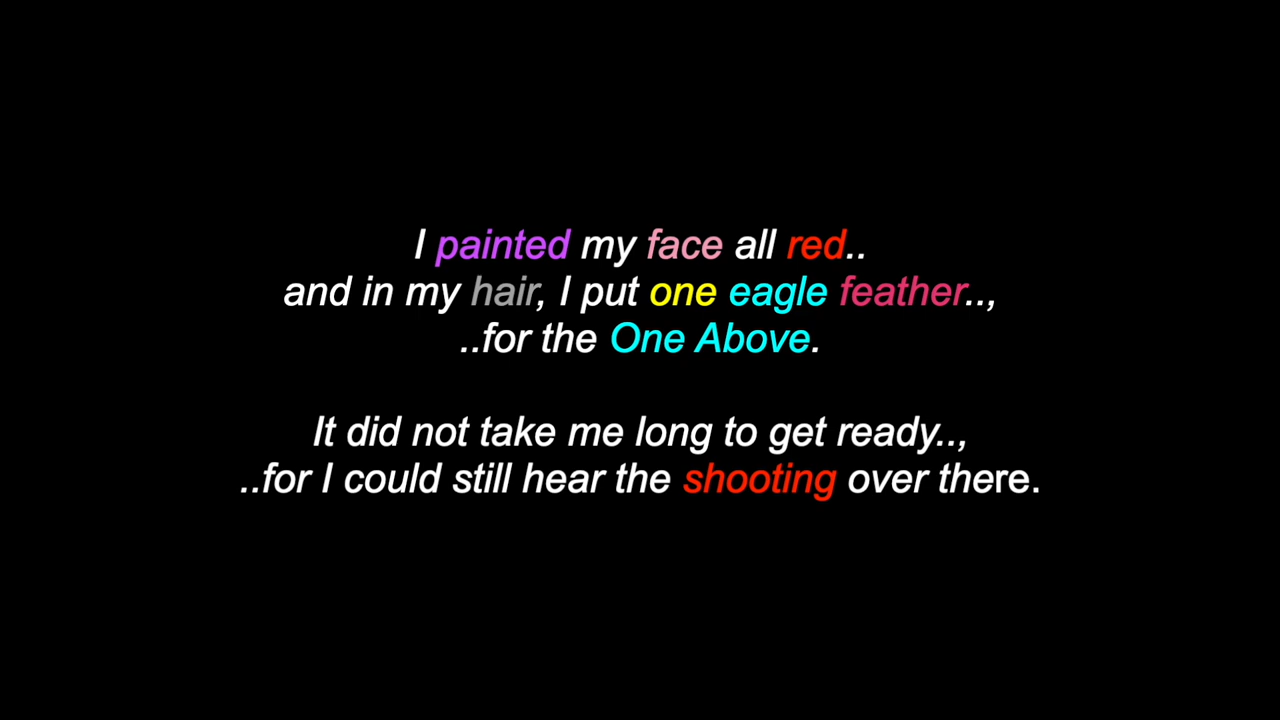 I painted my face all red..
and in my hair, I put one eagle feather..,
..for the One Above.
It did not take me long to get ready..,
..for I could still hear the shooting over there.